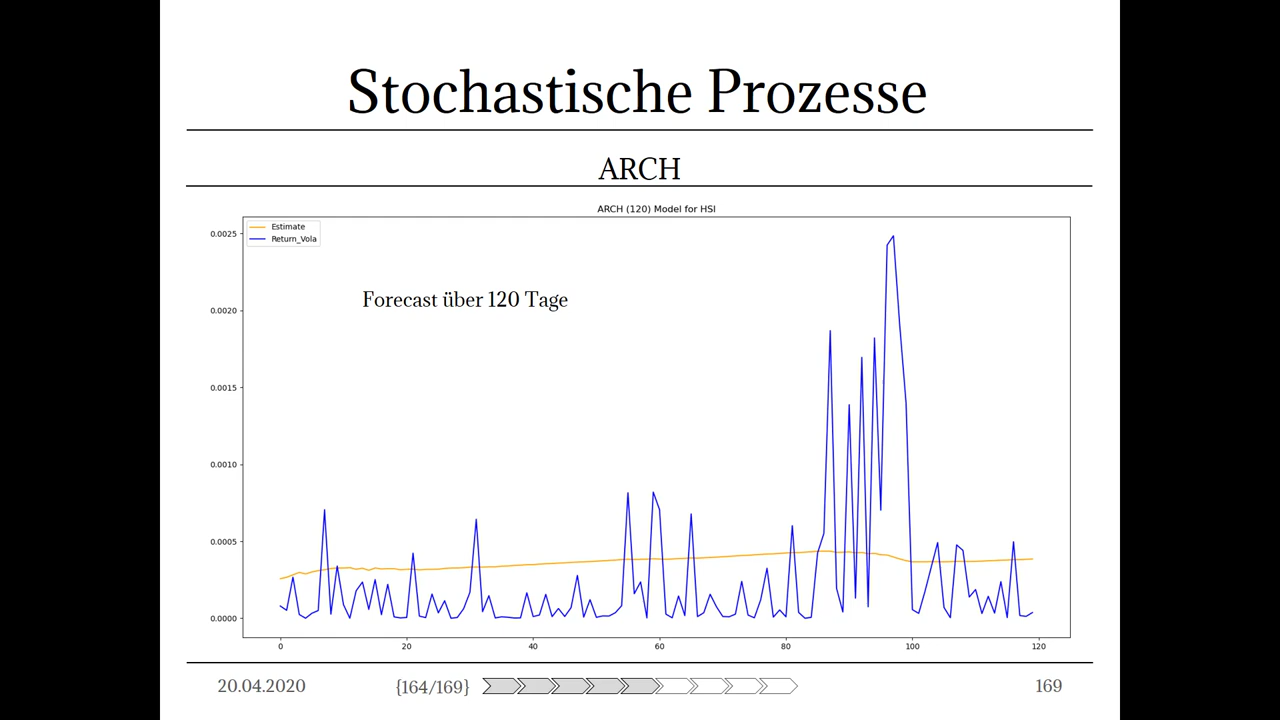 Stochastische Prozesse
ARCH
ARCH (120) Model for HSI
Estimate
Return_Vola
Forecast über 120 Tage
0.0025
0.0020
0.0015
0.0010
0.0005
0.0000
0 20 40 60 80 100 120
20.04.2020 {164/169} 169